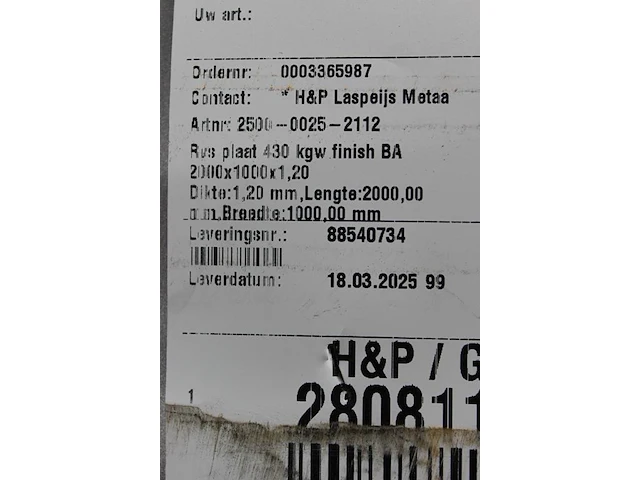 Uw art.:
Ordernr: 0003365987
Contact: * H&P Laspeijs Metaa
Artnr: 2500-0025-2112
Rvs plaat 430 kgw finish BA
2000x1000x1,20
Dikte:1,20 mm,Lengte:2000,00
mm,Breedte:1000,00 mm
Leveringsnr.: 88540734
Leverdatum: 18.03.2025 99
H&P / G
1
280811